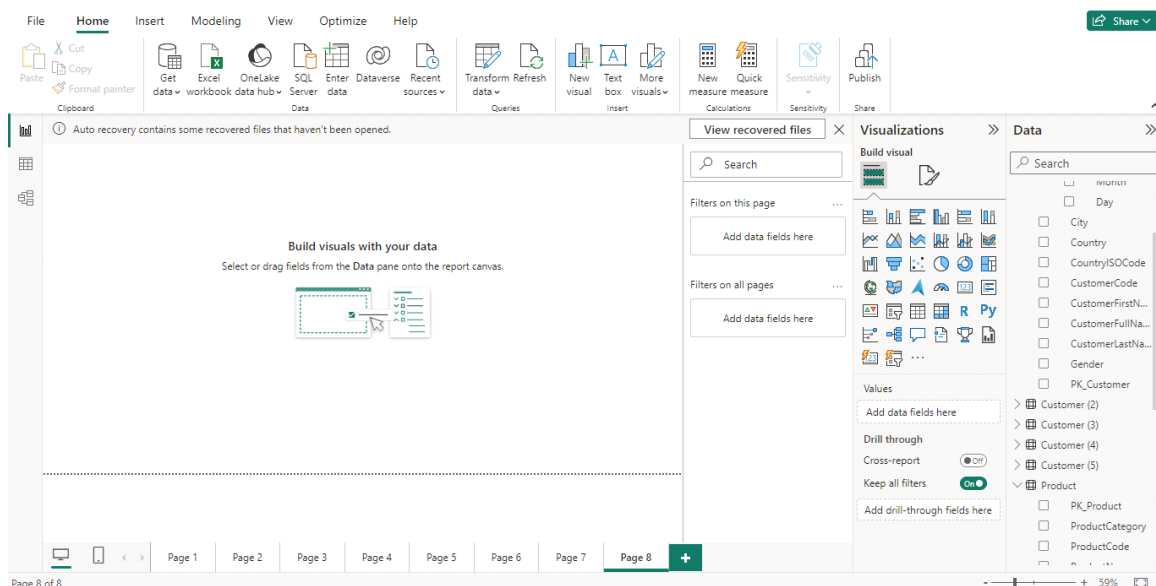 File Home Insert Modeling View Optimize Help Share
Paste
Cut
Copy
Format painter
Clipboard
Get data
Excel workbook
OneLake data hub
SQL Server
Enter data
Dataverse
Recent sources
Data
Transform data
Refresh
Queries
New visual
Text box
More visuals
Insert
New measure
Quick measure
Calculations
Sensitivity
Sensitivity
Publish
Share
Auto recovery contains some recovered files that haven't been opened.
View recovered files
Build visuals with your data
Select or drag fields from the Data pane onto the report canvas.
Search
Filters on this page ...
Add data fields here
Filters on all pages ...
Add data fields here
Visualizations
Build visual
123
R Py
123
...
Values
Add data fields here
Drill through
Cross-report Off
Keep all filters On
Add drill-through fields here
Data
Search
Month
Day
City
Country
CountryISOCode
CustomerCode
CustomerFirstN...
CustomerFullNa...
CustomerLastNa...
Gender
PK_Customer
Customer (2)
Customer (3)
Customer (4)
Customer (5)
Product
PK_Product
ProductCategory
ProductCode
Page 1 Page 2 Page 3 Page 4 Page 5 Page 6 Page 7 Page 8 +
Page 8 of 8
- + 59%